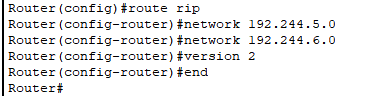 Router(config)#route rip
Router(config-router)#network 192.244.5.0
Router(config-router)#network 192.244.6.0
Router(config-router)#version 2
Router(config-router)#end
Router#